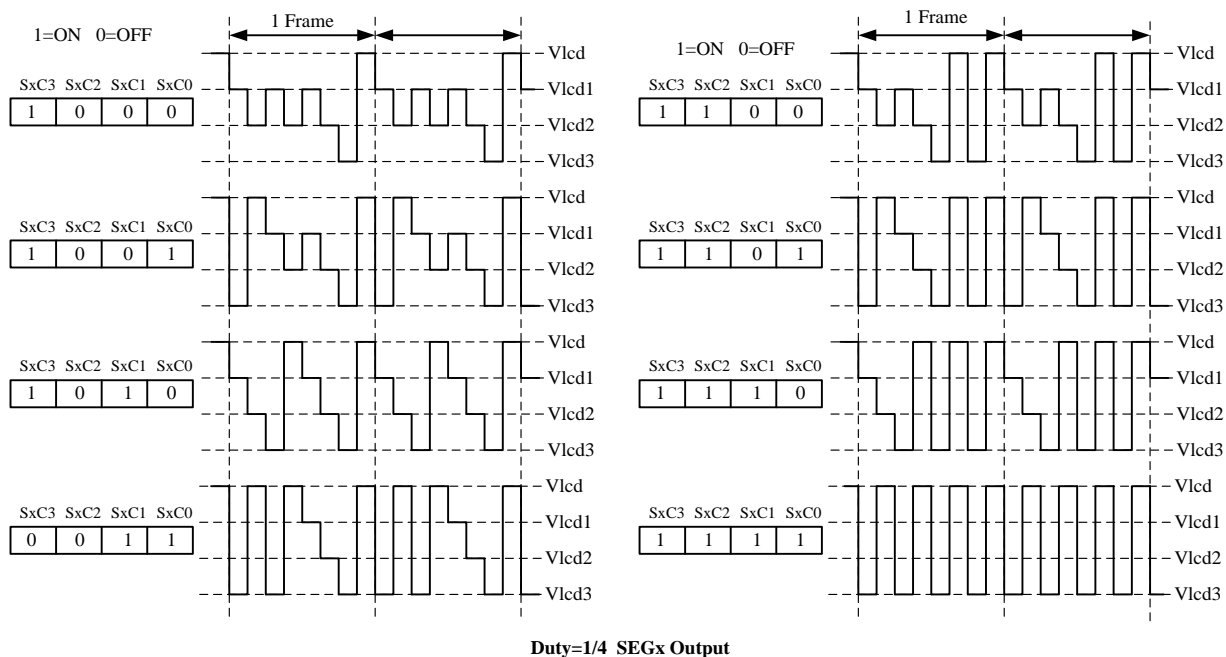 1 Frame
1=ON 0=OFF
Vlcd
SxC3 SxC2 SxC1 SxC0
Vlcd1
1 0 0 0
Vlcd2
Vlcd3
Vlcd
SxC3 SxC2 SxC1 SxC0
Vlcd1
1 0 0 1
Vlcd2
Vlcd3
Vlcd
SxC3 SxC2 SxC1 SxC0
Vlcd1
1 0 1 0
Vlcd2
Vlcd3
Vlcd
SxC3 SxC2 SxC1 SxC0
Vlcd1
0 0 1 1
Vlcd2
Vlcd3
1 Frame
1=ON 0=OFF
Vlcd
SxC3 SxC2 SxC1 SxC0
Vlcd1
1 1 0 0
Vlcd2
Vlcd3
Vlcd
SxC3 SxC2 SxC1 SxC0
Vlcd1
1 1 0 1
Vlcd2
Vlcd3
Vlcd
SxC3 SxC2 SxC1 SxC0
Vlcd1
1 1 1 0
Vlcd2
Vlcd3
Vlcd
SxC3 SxC2 SxC1 SxC0
Vlcd1
1 1 1 1
Vlcd2
Vlcd3
Duty=1/4 SEGx Output